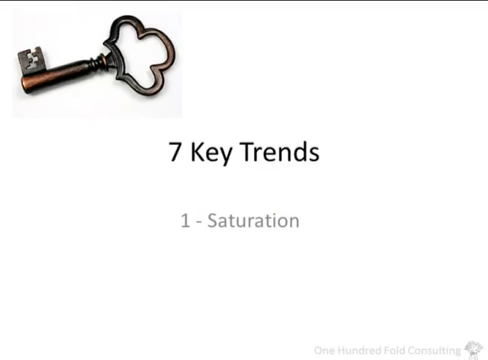 7 Key Trends
1 - Saturation
One Hundred Fold Consulting